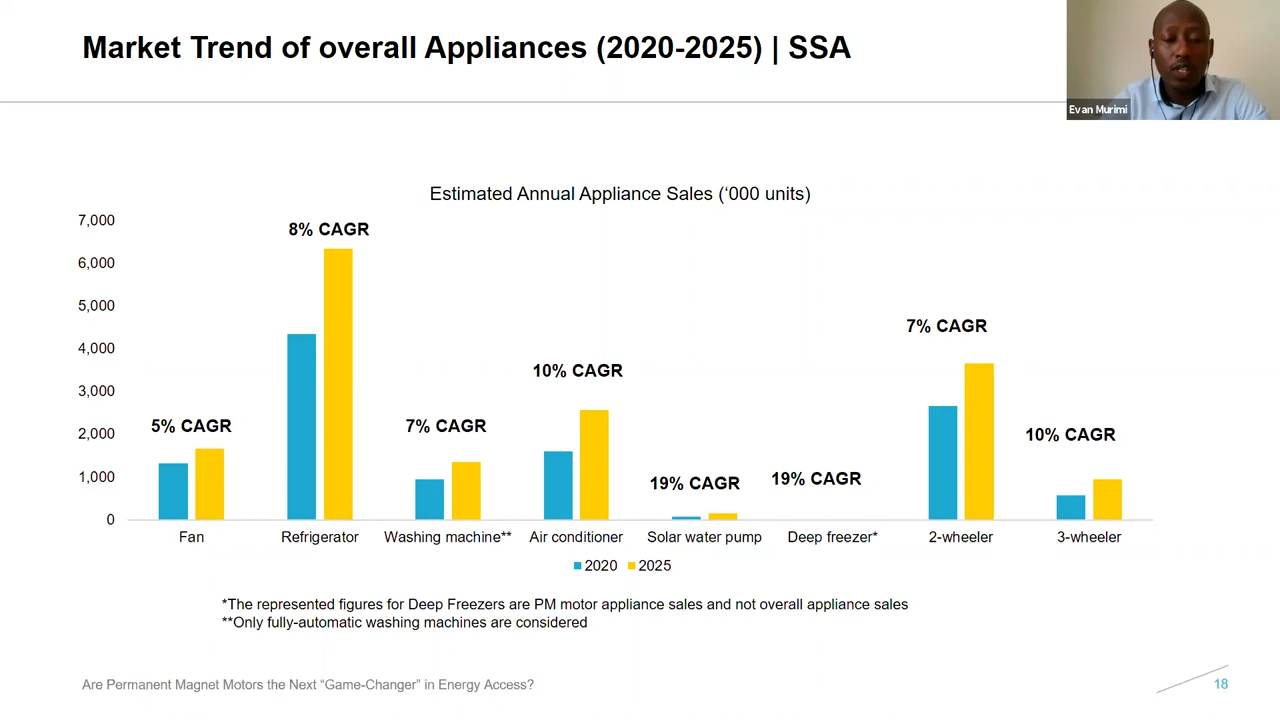 Market Trend of overall Appliances (2020-2025) | SSA
Evan Murimi
Estimated Annual Appliance Sales (‘000 units)
7,000
6,000
5,000
4,000
3,000
2,000
1,000
0
5% CAGR
8% CAGR
7% CAGR
10% CAGR
19% CAGR
19% CAGR
7% CAGR
10% CAGR
Fan
Refrigerator
Washing machine**
Air conditioner
Solar water pump
Deep freezer*
2-wheeler
3-wheeler
2020
2025
*The represented figures for Deep Freezers are PM motor appliance sales and not overall appliance sales
**Only fully-automatic washing machines are considered
Are Permanent Magnet Motors the Next “Game-Changer” in Energy Access?
18